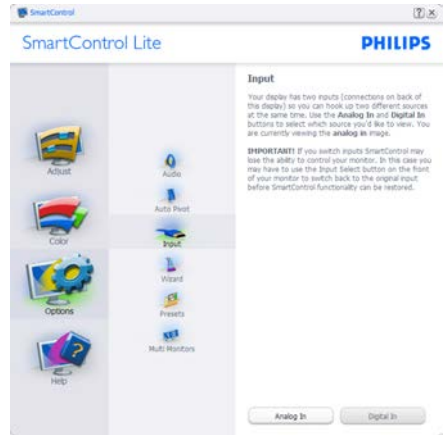 SmartControl
SmartControl Lite
PHILIPS
Adjust
Color
Options
Help
Audio
Auto Pivot
Input
Wizard
Presets
Multi Monitors
Input
Your display has two inputs (connections on back of
this display) so you can hook up two different sources
at the same time. Use the Analog In and Digital In
buttons to select which source you'd like to view. You
are currently viewing the analog in image.
IMPORTANT! If you switch inputs SmartControl may
lose the ability to control your monitor. In this case you
may have to use the Input Select button on the front
of your monitor to switch back to the original input
before SmartControl functionality can be restored.
Analog In
Digital In